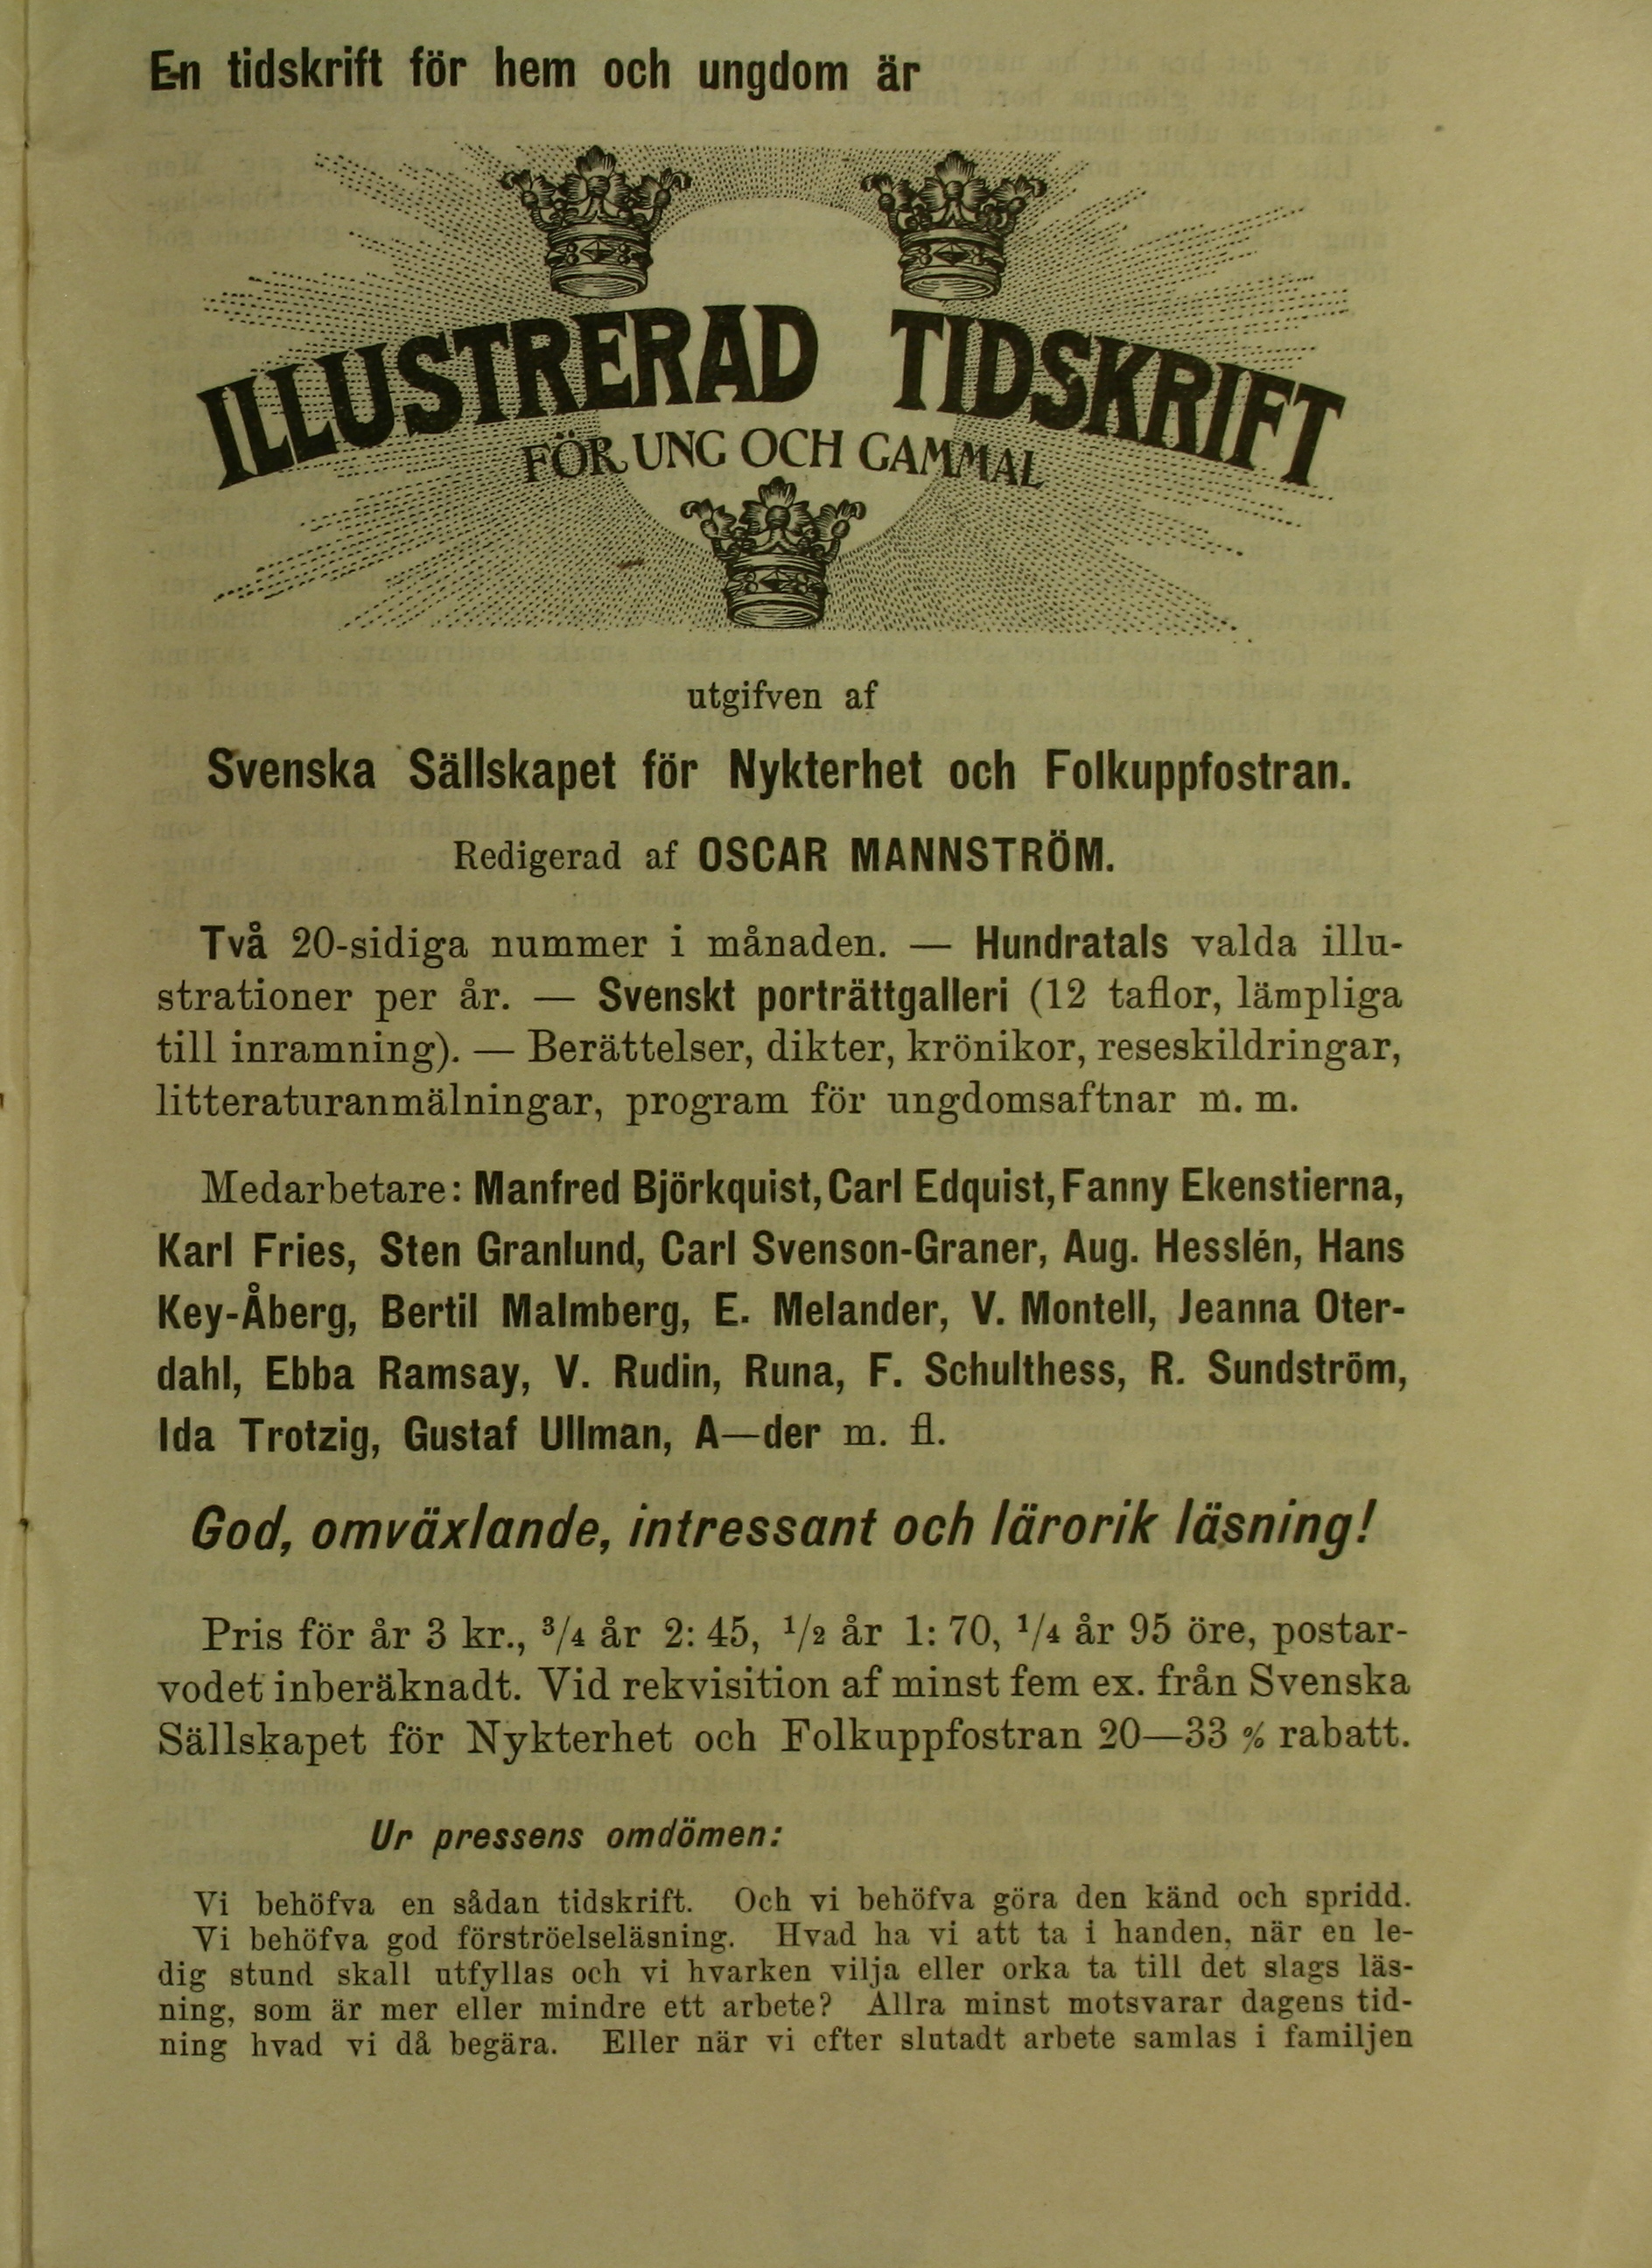 En tidskrift för hem och ungdom är
ILLUSTRERAD TIDSKRIFT
FÖR UNG OCH GAMMAL
utgifven af
Svenska Sällskapet för Nykterhet och Folkuppfostran.
Redigerad af OSCAR MANNSTRÖM.
Två 20-sidiga nummer i månaden. — Hundratals valda illu-
strationer per år. — Svenskt porträttgalleri (12 taflor, lämpliga
till inramning). — Berättelser, dikter, krönikor, reseskildringar,
litteraturanmälningar, program för ungdomsaftnar m. m.
Medarbetare: Manfred Björkquist, Carl Edquist, Fanny Ekenstierna,
Karl Fries, Sten Granlund, Carl Svenson-Graner, Aug. Hesslén, Hans
Key-Åberg, Bertil Malmberg, E. Melander, V. Montell, Jeanna Oter-
dahl, Ebba Ramsay, V. Rudin, Runa, F. Schulthess, R. Sundström,
Ida Trotzig, Gustaf Ullman, A—der m. fl.
God, omväxlande, intressant och lärorik läsning!
Pris för år 3 kr., 3/4 år 2: 45, 1/2 år 1: 70, 1/4 år 95 öre, postar-
vodet inberäknadt. Vid rekvisition af minst fem ex. från Svenska
Sällskapet för Nykterhet och Folkuppfostran 20—33 % rabatt.
Ur pressens omdömen:
Vi behöfva en sådan tidskrift. Och vi behöfva göra den känd och spridd.
Vi behöfva god förströelseläsning. Hvad ha vi att ta i handen, när en le-
dig stund skall utfyllas och vi hvarken vilja eller orka ta till det slags läs-
ning, som är mer eller mindre ett arbete? Allra minst motsvarar dagens tid-
ning hvad vi då begära. Eller när vi efter slutadt arbete samlas i familjen